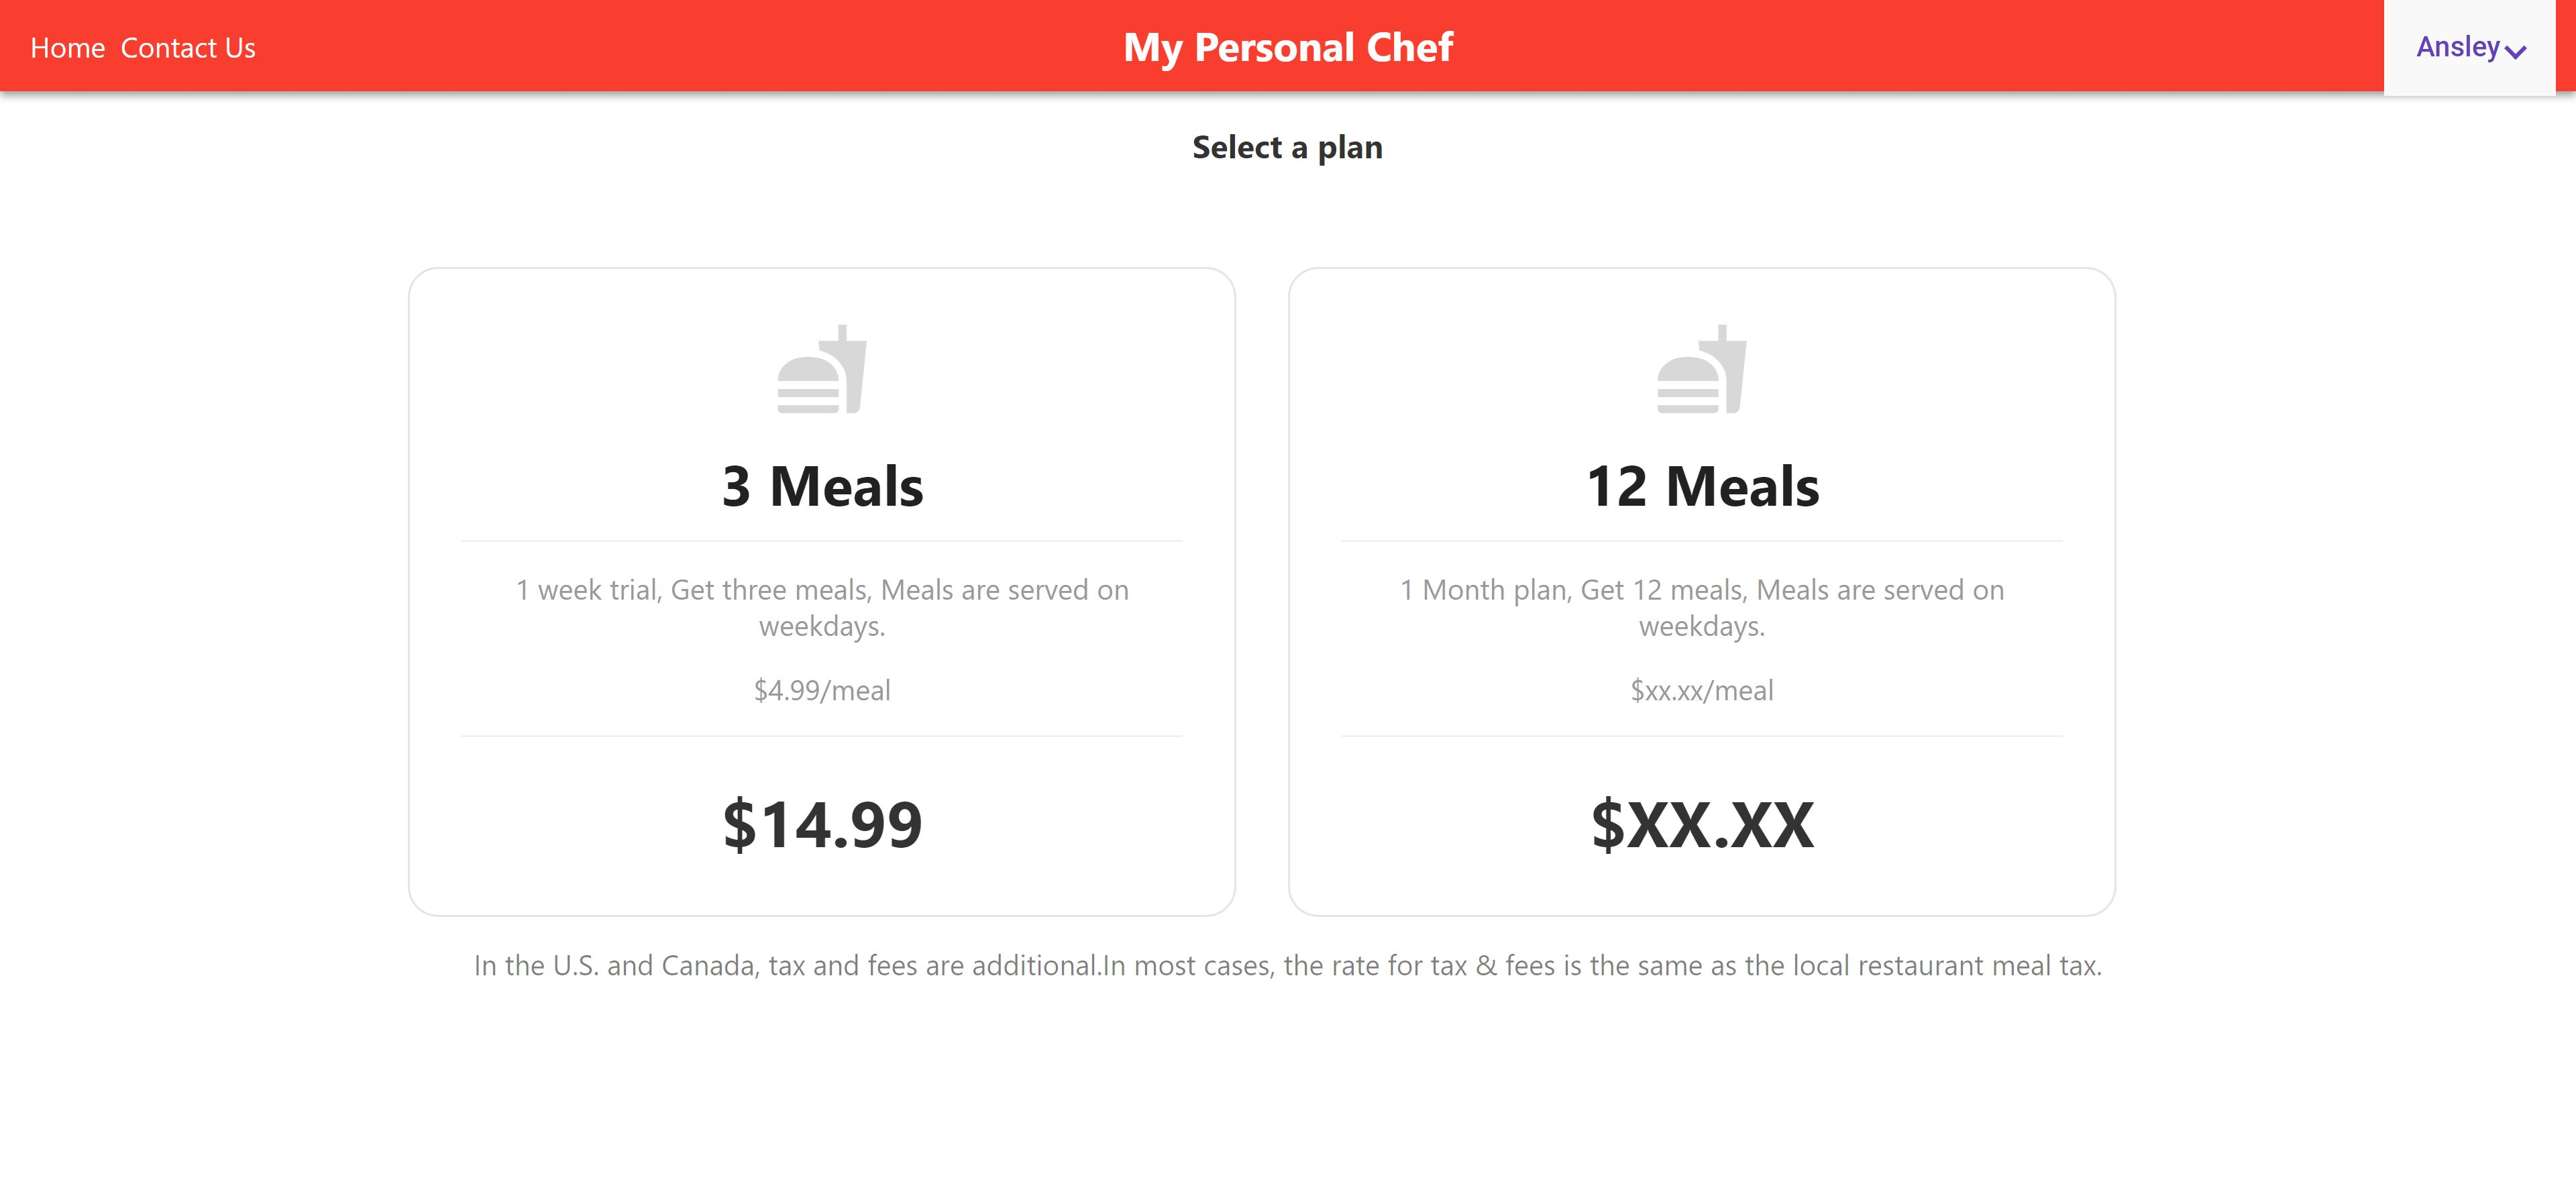 Home Contact Us
My Personal Chef
Ansley
Select a plan
3 Meals
1 week trial, Get three meals, Meals are served on
weekdays.
$4.99/meal
$14.99
12 Meals
1 Month plan, Get 12 meals, Meals are served on
weekdays.
$xx.xx/meal
$XX.XX
In the U.S. and Canada, tax and fees are additional.In most cases, the rate for tax & fees is the same as the local restaurant meal tax.